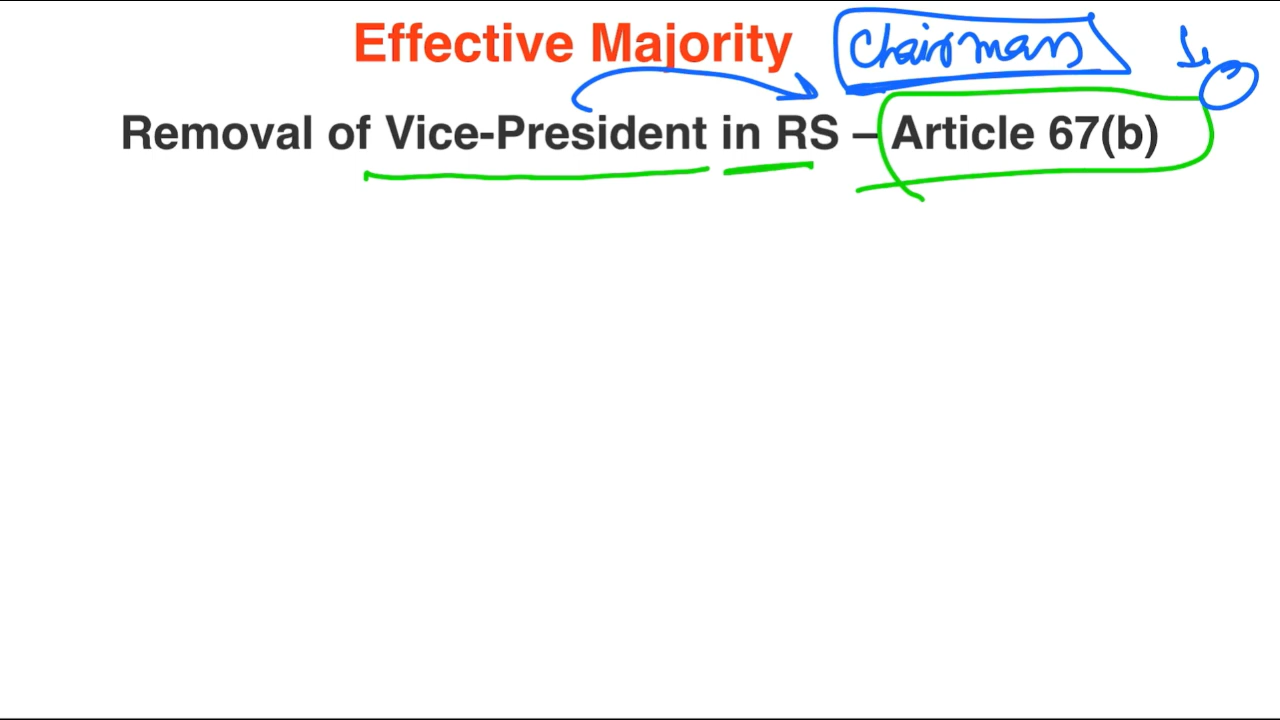 Effective Majority Chairman
Removal of Vice-President in RS – Article 67(b)